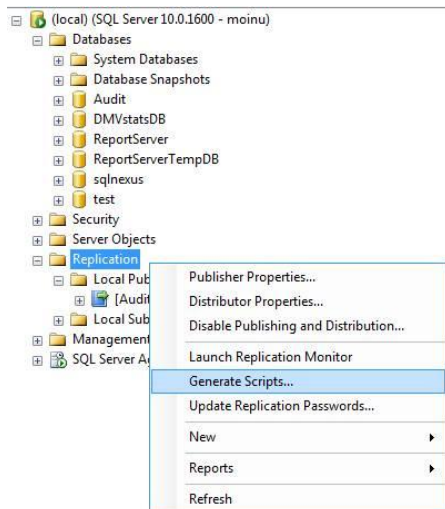 (local) (SQL Server 10.0.1600 - moinu)
Databases
System Databases
Database Snapshots
Audit
DMVstatsDB
ReportServer
ReportServerTempDB
sqlnexus
test
Security
Server Objects
Replication
Local Pub
[Audit
Local Sub
Management
SQL Server Ag
Publisher Properties...
Distributor Properties...
Disable Publishing and Distribution...
Launch Replication Monitor
Generate Scripts...
Update Replication Passwords...
New
Reports
Refresh